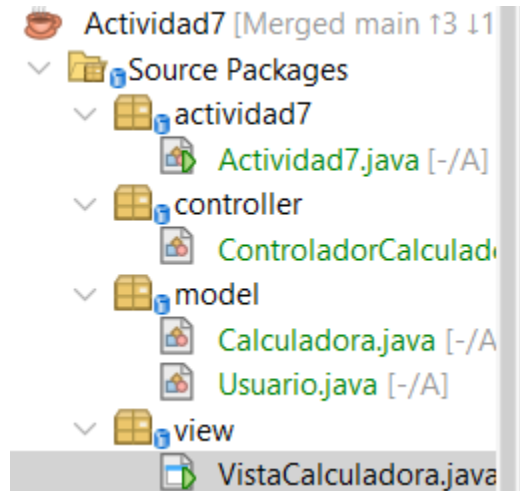 Actividad7 [Merged main ↑3 ↓1
Source Packages
actividad7
Actividad7.java [-/A]
controller
ControladorCalculad
model
Calculadora.java [-/A
Usuario.java [-/A]
view
VistaCalculadora.java